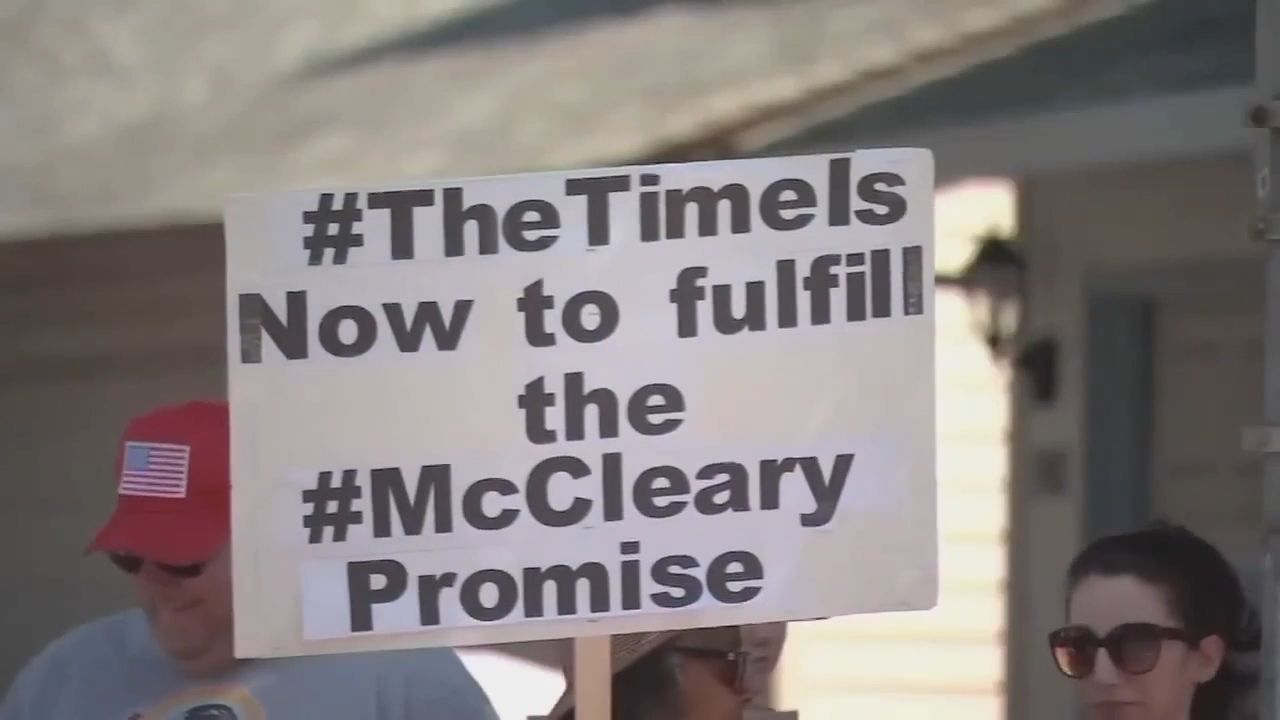 #TheTimeIs
Now to fulfill
the
#McCleary
Promise